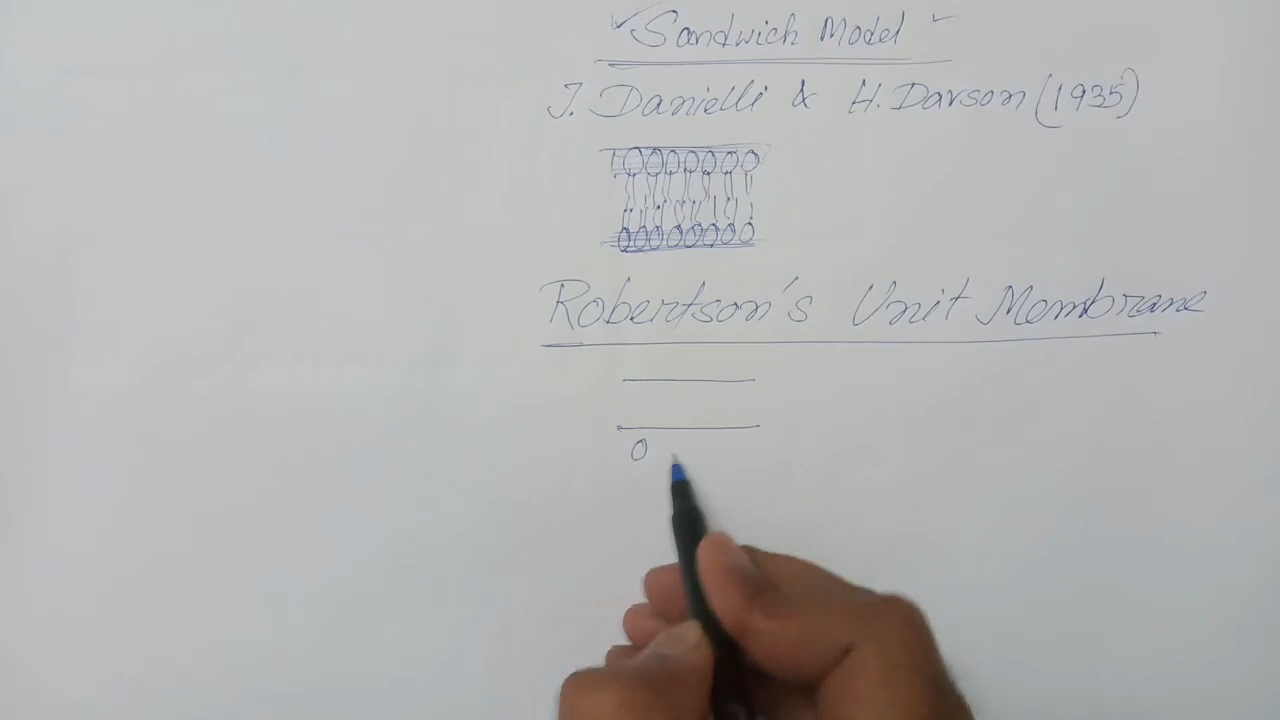 Sandwich Model
J. Danielli & H. Davson (1935)
Robertson's Unit Membrane